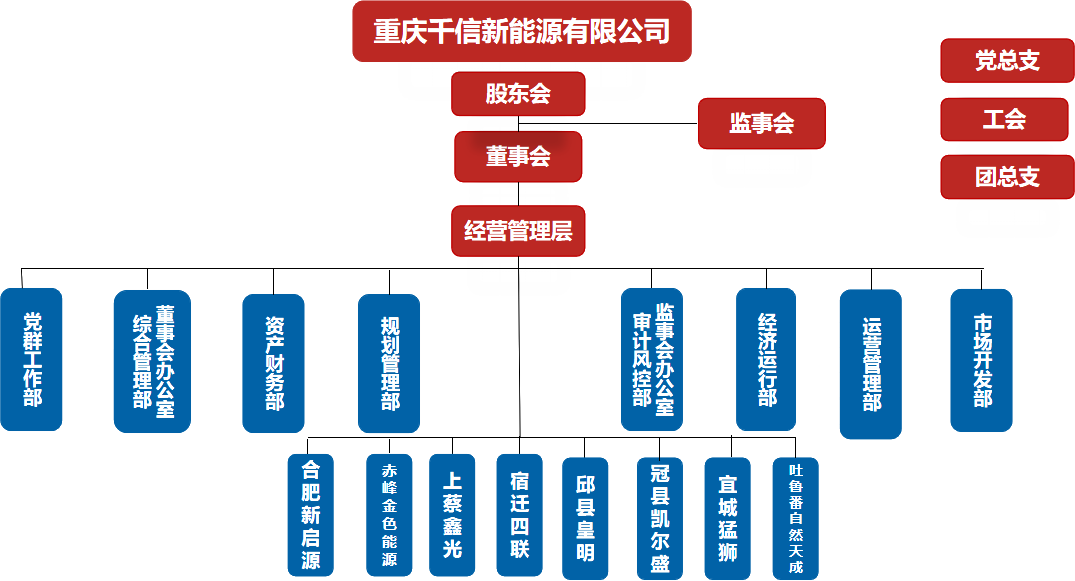 重庆千信新能源有限公司
党总支
股东会
监事会
工会
董事会
团总支
经营管理层
党群工作部
董事会办公室
综合管理部
资产财务部
规划管理部
监事会办公室
审计风控部
经济运行部
运营管理部
市场开发部
合肥新启源
赤峰金色能源
上蔡鑫光
宿迁四联
邱县皇明
冠县凯尔盛
宜城猛狮
吐鲁番自然天成